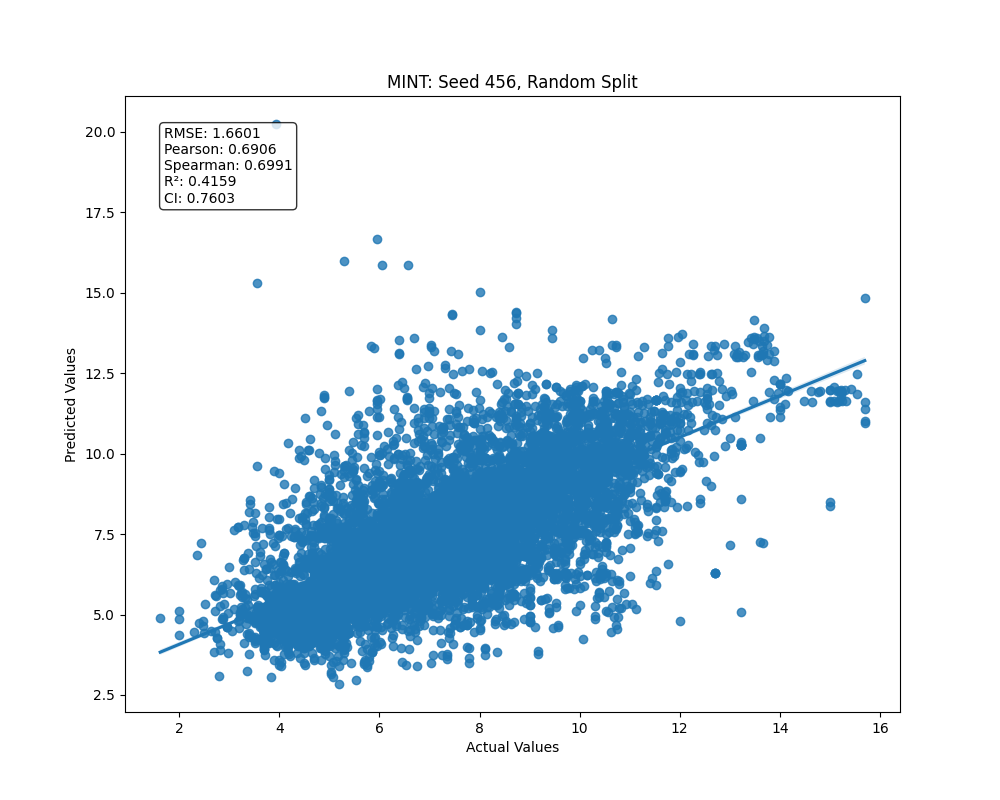 MINT: Seed 456, Random Split
RMSE: 1.6601
Pearson: 0.6906
Spearman: 0.6991
R²: 0.4159
CI: 0.7603
Predicted Values
20.0
17.5
15.0
12.5
10.0
7.5
5.0
2.5
2 4 6 8 10 12 14 16
Actual Values